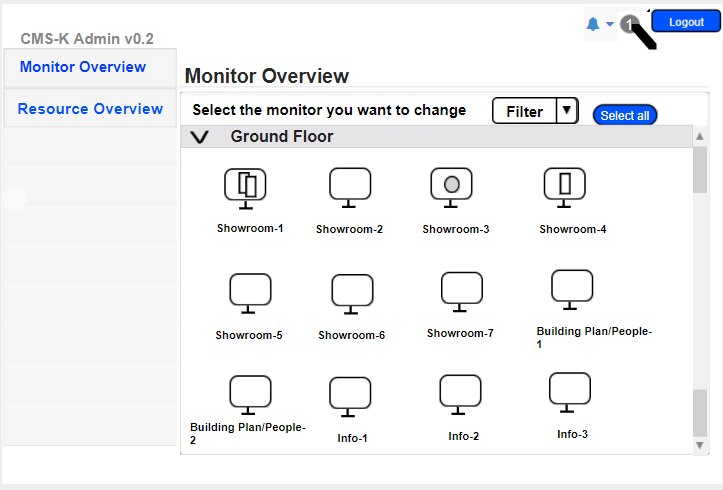 1
Logout
CMS-K Admin v0.2
Monitor Overview
Resource Overview
Monitor Overview
Select the monitor you want to change
Filter
Select all
Ground Floor
Showroom-1
Showroom-2
Showroom-3
Showroom-4
Showroom-5
Showroom-6
Showroom-7
Building Plan/People-
1
Building Plan/People-
2
Info-1
Info-2
Info-3